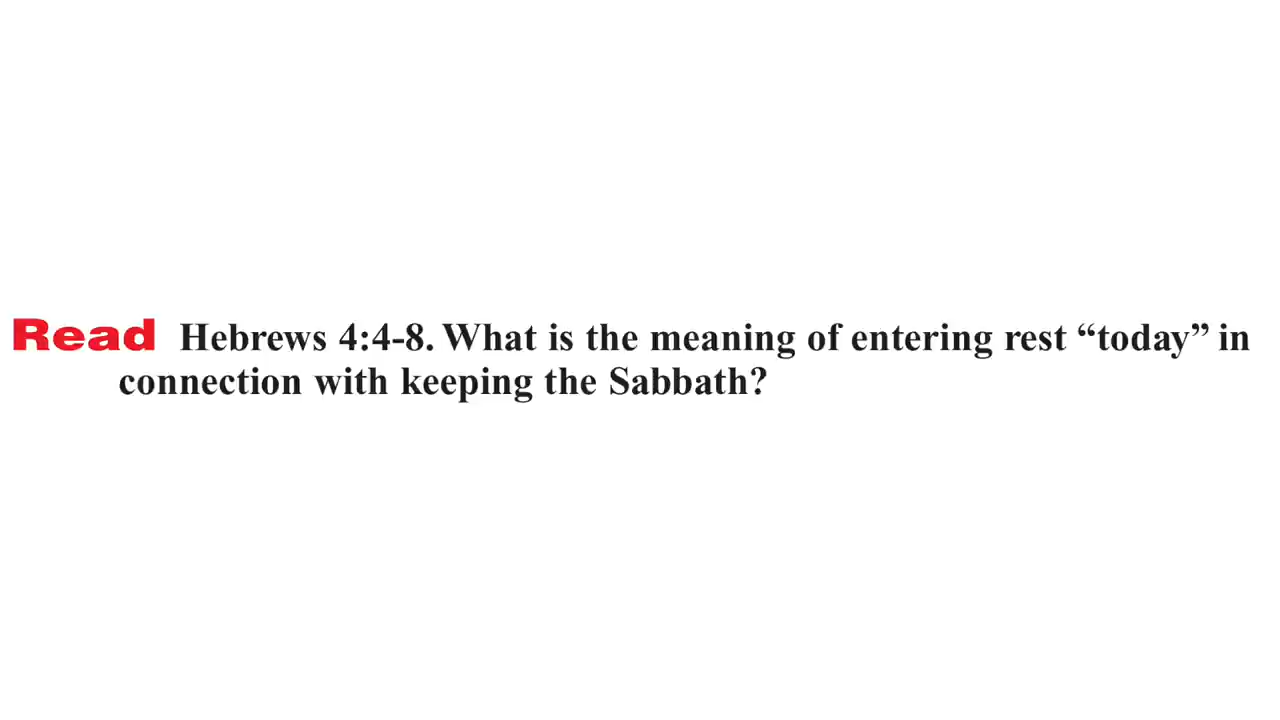 Read Hebrews 4:4-8. What is the meaning of entering rest “today” in
connection with keeping the Sabbath?